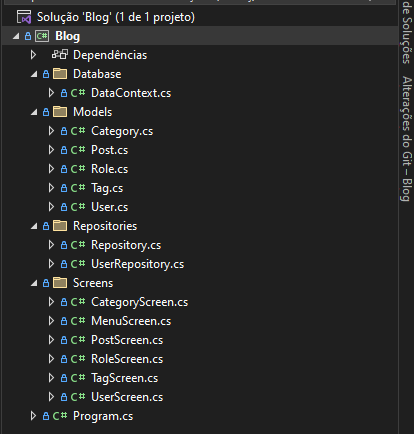 Solução 'Blog' (1 de 1 projeto)
C# Blog
Dependências
Database
C# DataContext.cs
Models
C# Category.cs
C# Post.cs
C# Role.cs
C# Tag.cs
C# User.cs
Repositories
C# Repository.cs
C# UserRepository.cs
Screens
C# CategoryScreen.cs
C# MenuScreen.cs
C# PostScreen.cs
C# RoleScreen.cs
C# TagScreen.cs
C# UserScreen.cs
C# Program.cs
de Soluções
Alterações do Git – Blog